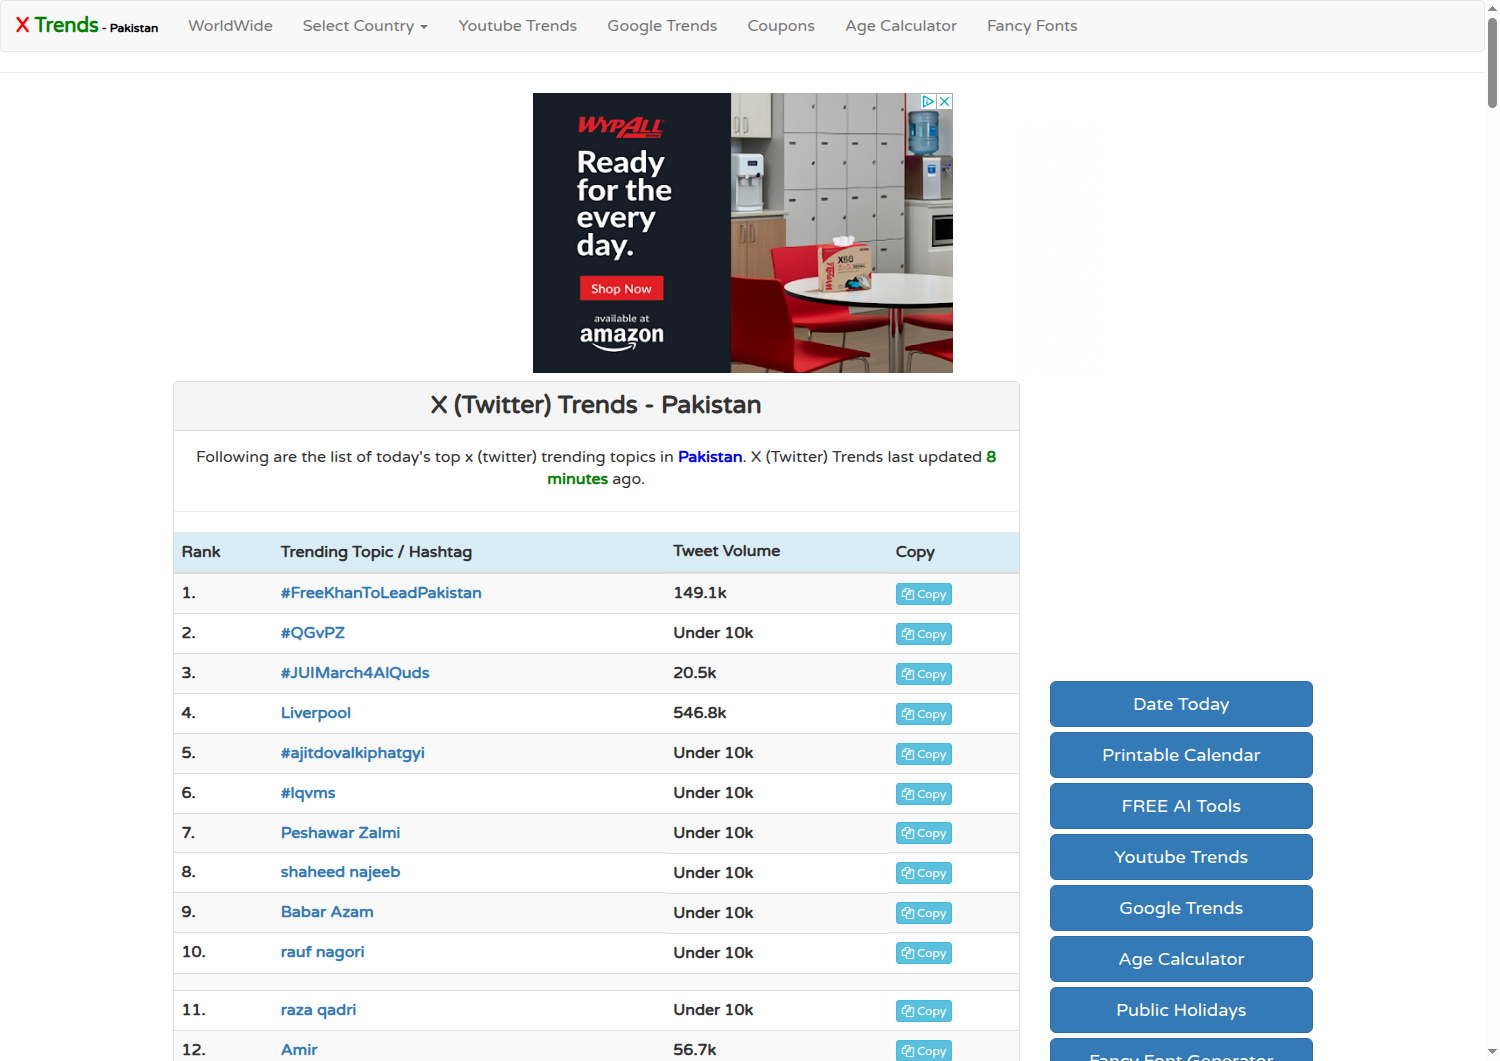 X Trends - Pakistan
WorldWide
Select Country
Youtube Trends
Google Trends
Coupons
Age Calculator
Fancy Fonts
WYPALL
Ready
for the
every
day.
Shop Now
available at
amazon
X60
WYPALL
X (Twitter) Trends - Pakistan
Following are the list of today's top x (twitter) trending topics in Pakistan. X (Twitter) Trends last updated 8
minutes ago.
Rank Trending Topic / Hashtag Tweet Volume Copy
1. #FreeKhanToLeadPakistan 149.1k Copy
2. #QGvPZ Under 10k Copy
3. #JUIMarch4AlQuds 20.5k Copy
4. Liverpool 546.8k Copy
5. #ajitdovalkiphatgyi Under 10k Copy
6. #lqvms Under 10k Copy
7. Peshawar Zalmi Under 10k Copy
8. shaheed najeeb Under 10k Copy
9. Babar Azam Under 10k Copy
10. rauf nagori Under 10k Copy
11. raza qadri Under 10k Copy
12. Amir 56.7k Copy
Date Today
Printable Calendar
FREE AI Tools
Youtube Trends
Google Trends
Age Calculator
Public Holidays
Fancy Font Generator